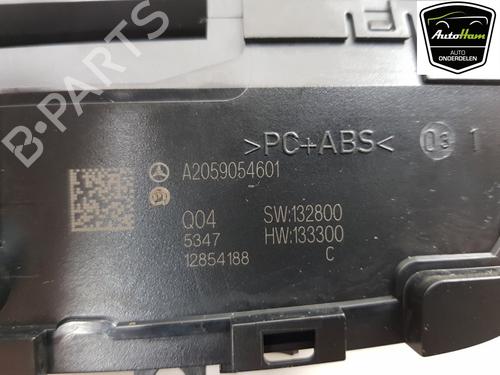 AutoHam
AUTO
ONDERDELEN
B-PARTS
>PC+ABS<
03 1
A2059054601
Q04 SW:132800
5347 HW:133300
12854188 C